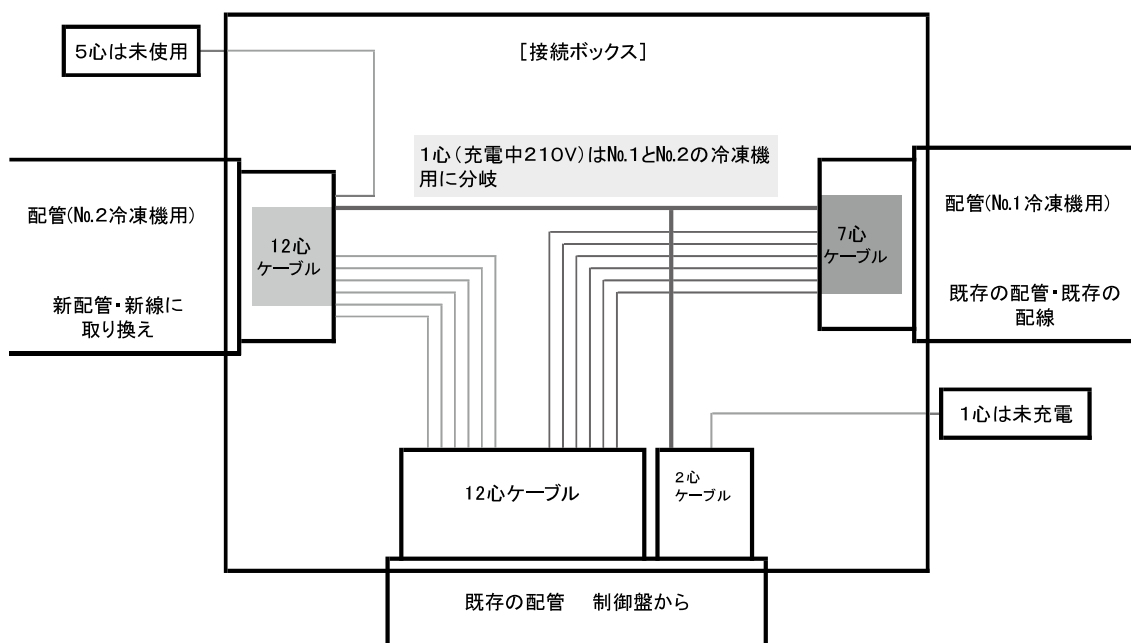 5心は未使用
[接続ボックス]
1心(充電中210V)は№1と№2の冷凍機
用に分岐
配管(№2冷凍機用)
12心
ケーブル
7心
ケーブル
配管(№1冷凍機用)
新配管・新線に
取り換え
既存の配管・既存の
配線
1心は未充電
12心ケーブル
2心
ケーブル
既存の配管 制御盤から